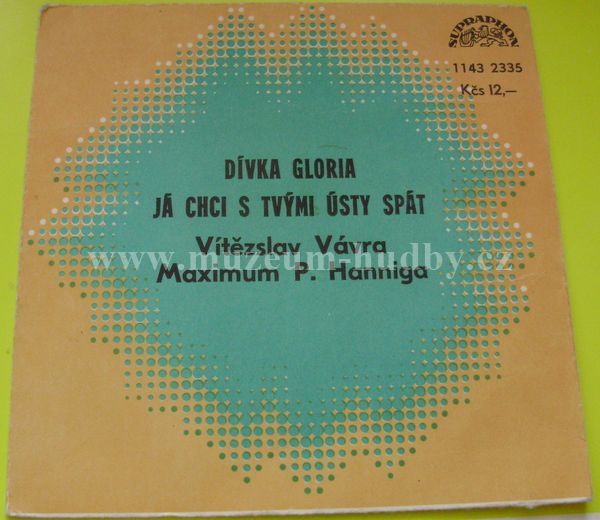 SUPRAPHON
1143 2335
Kčs 12,—
DÍVKA GLORIA
JÁ CHCI S TVÝMI ÚSTY SPÁT
Vítězslav Vávra
www.muzeum-hudby.cz
Maximum P. Hanniga